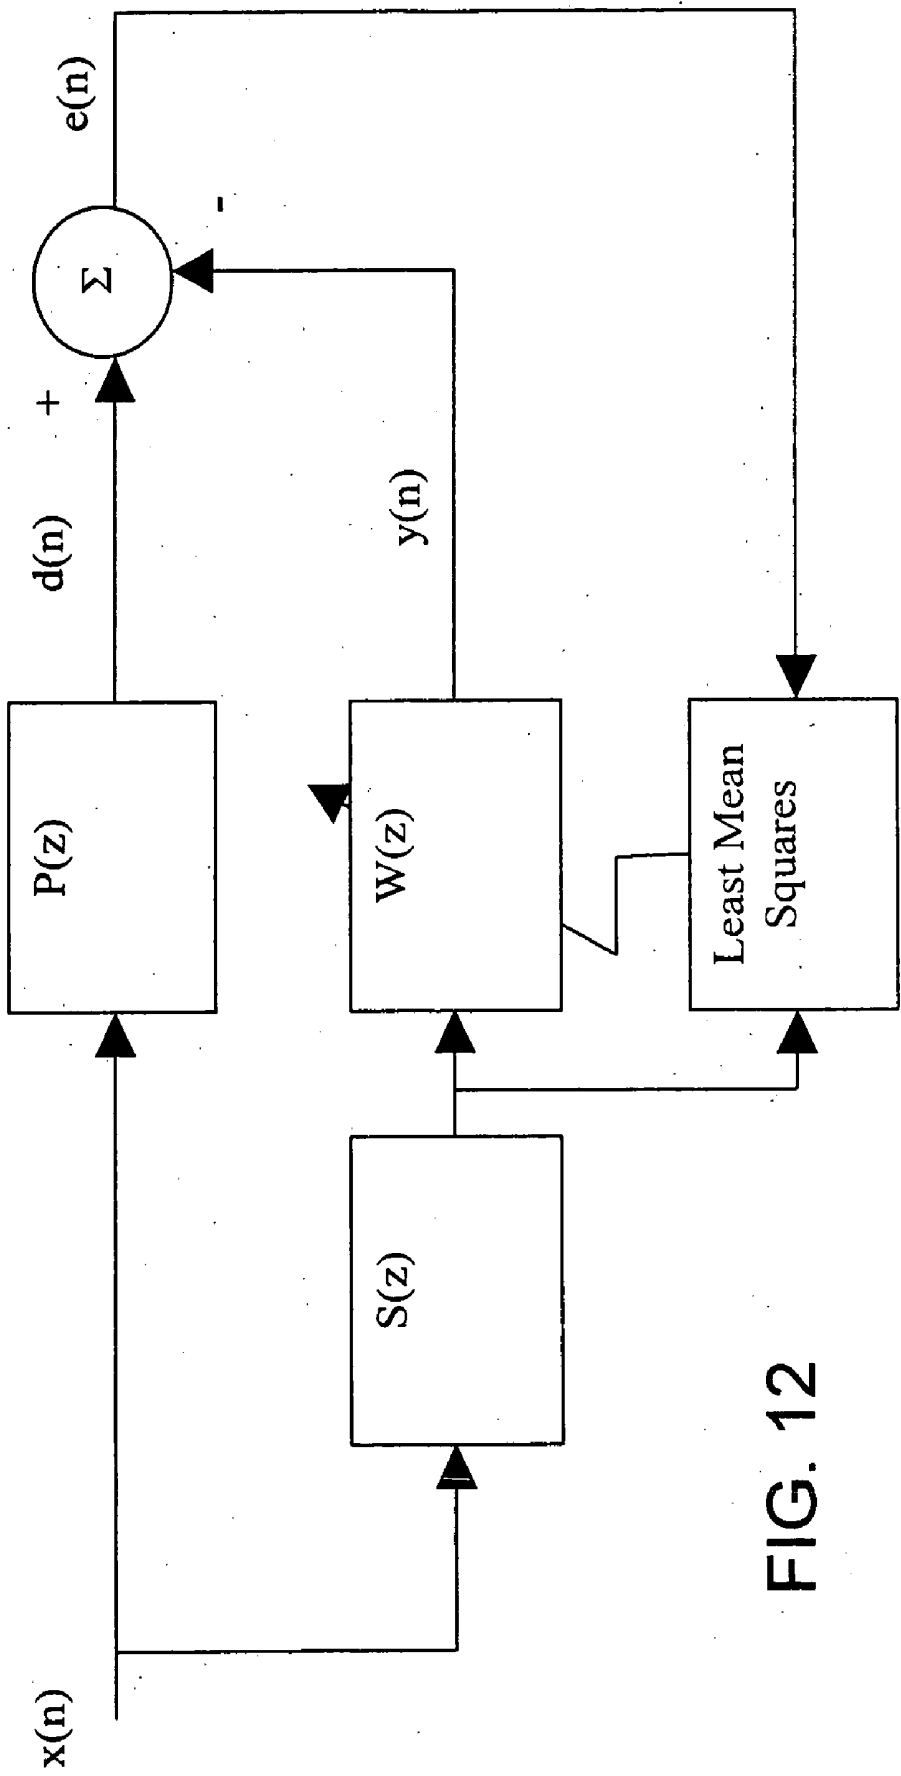 x(n)
P(z)
d(n)
+
Σ
e(n)
-
S(z)
W(z)
y(n)
Least Mean
Squares
FIG. 12